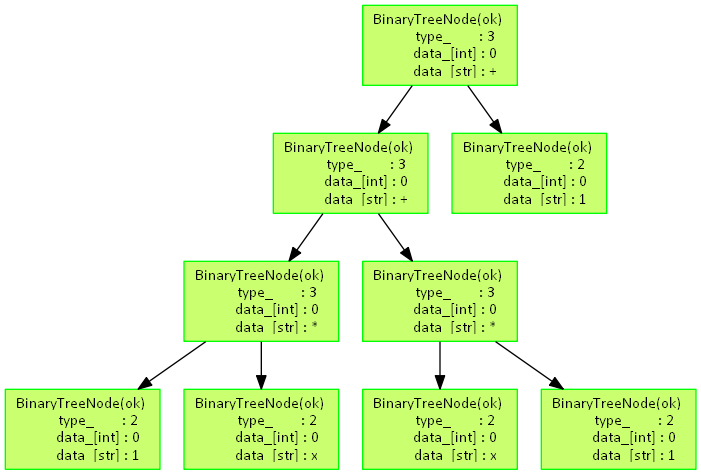 BinaryTreeNode(ok)
type_ : 3
data_[int] : 0
data_[str] : +
BinaryTreeNode(ok)
type_ : 3
data_[int] : 0
data_[str] : +
BinaryTreeNode(ok)
type_ : 2
data_[int] : 0
data_[str] : 1
BinaryTreeNode(ok)
type_ : 3
data_[int] : 0
data_[str] : *
BinaryTreeNode(ok)
type_ : 3
data_[int] : 0
data_[str] : *
BinaryTreeNode(ok)
type_ : 2
data_[int] : 0
data_[str] : 1
BinaryTreeNode(ok)
type_ : 2
data_[int] : 0
data_[str] : x
BinaryTreeNode(ok)
type_ : 2
data_[int] : 0
data_[str] : x
BinaryTreeNode(ok)
type_ : 2
data_[int] : 0
data_[str] : 1